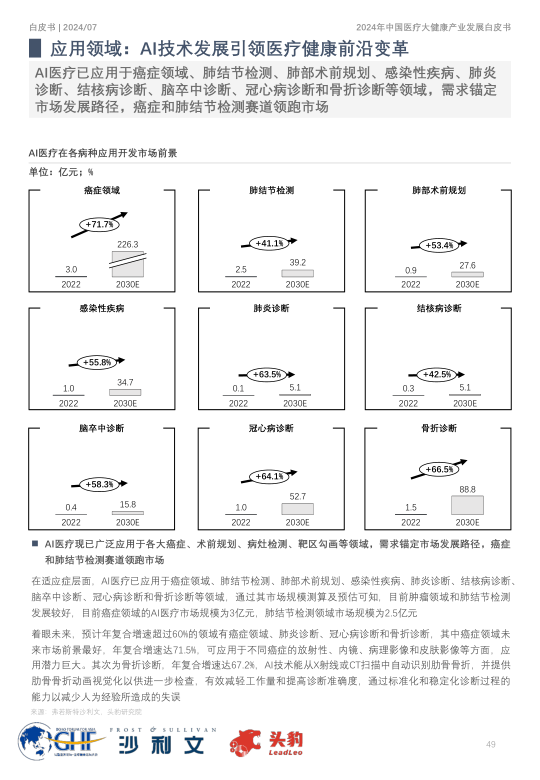 白皮书 | 2024/07
2024年中国医疗大健康产业发展白皮书
应用领域：AI技术发展引领医疗健康前沿变革
AI医疗已应用于癌症领域、肺结节检测、肺部术前规划、感染性疾病、肺炎
诊断、结核病诊断、脑卒中诊断、冠心病诊断和骨折诊断等领域，需求锚定
市场发展路径，癌症和肺结节检测赛道领跑市场
AI医疗在各病种应用开发市场前景
单位：亿元；%
癌症领域
+71.7%
226.3
3.0
2022 2030E
肺结节检测
+41.1%
39.2
2.5
2022 2030E
肺部术前规划
+53.4%
27.6
0.9
2022 2030E
感染性疾病
+55.8%
34.7
1.0
2022 2030E
肺炎诊断
+63.5%
0.1 5.1
2022 2030E
结核病诊断
+42.5%
0.3 5.1
2022 2030E
脑卒中诊断
+58.3%
15.8
0.4
2022 2030E
冠心病诊断
+64.1%
52.7
1.0
2022 2030E
骨折诊断
+66.5%
88.8
1.5
2022 2030E
AI医疗现已广泛应用于各大癌症、术前规划、病灶检测、靶区勾画等领域，需求锚定市场发展路径，癌症
和肺结节检测赛道领跑市场
在适应症层面，AI医疗已应用于癌症领域、肺结节检测、肺部术前规划、感染性疾病、肺炎诊断、结核病诊断、
脑卒中诊断、冠心病诊断和骨折诊断等领域，通过其市场规模测算及预估可知，目前肿瘤领域和肺结节检测
发展较好，目前癌症领域的AI医疗市场规模为3亿元，肺结节检测领域市场规模为2.5亿元
着眼未来，预计年复合增速超过60%的领域有癌症领域、肺炎诊断、冠心病诊断和骨折诊断，其中癌症领域未
来市场前景最好，年复合增速达71.5%，可应用于不同癌症的放射性、内镜、病理影像和皮肤影像等方面，应
用潜力巨大。其次为骨折诊断，年复合增速达67.2%，AI技术能从X射线或CT扫描中自动识别肋骨骨折，并提供
肋骨骨折动画视觉化以供进一步检查，有效减轻工作量和提高诊断准确度，通过标准化和稳定化诊断过程的
能力以减少人为经验所造成的失误
来源：弗若斯特沙利文、头豹研究院
GHF
FROST & SULLIVAN
沙利文
头豹
LeadLeo
49